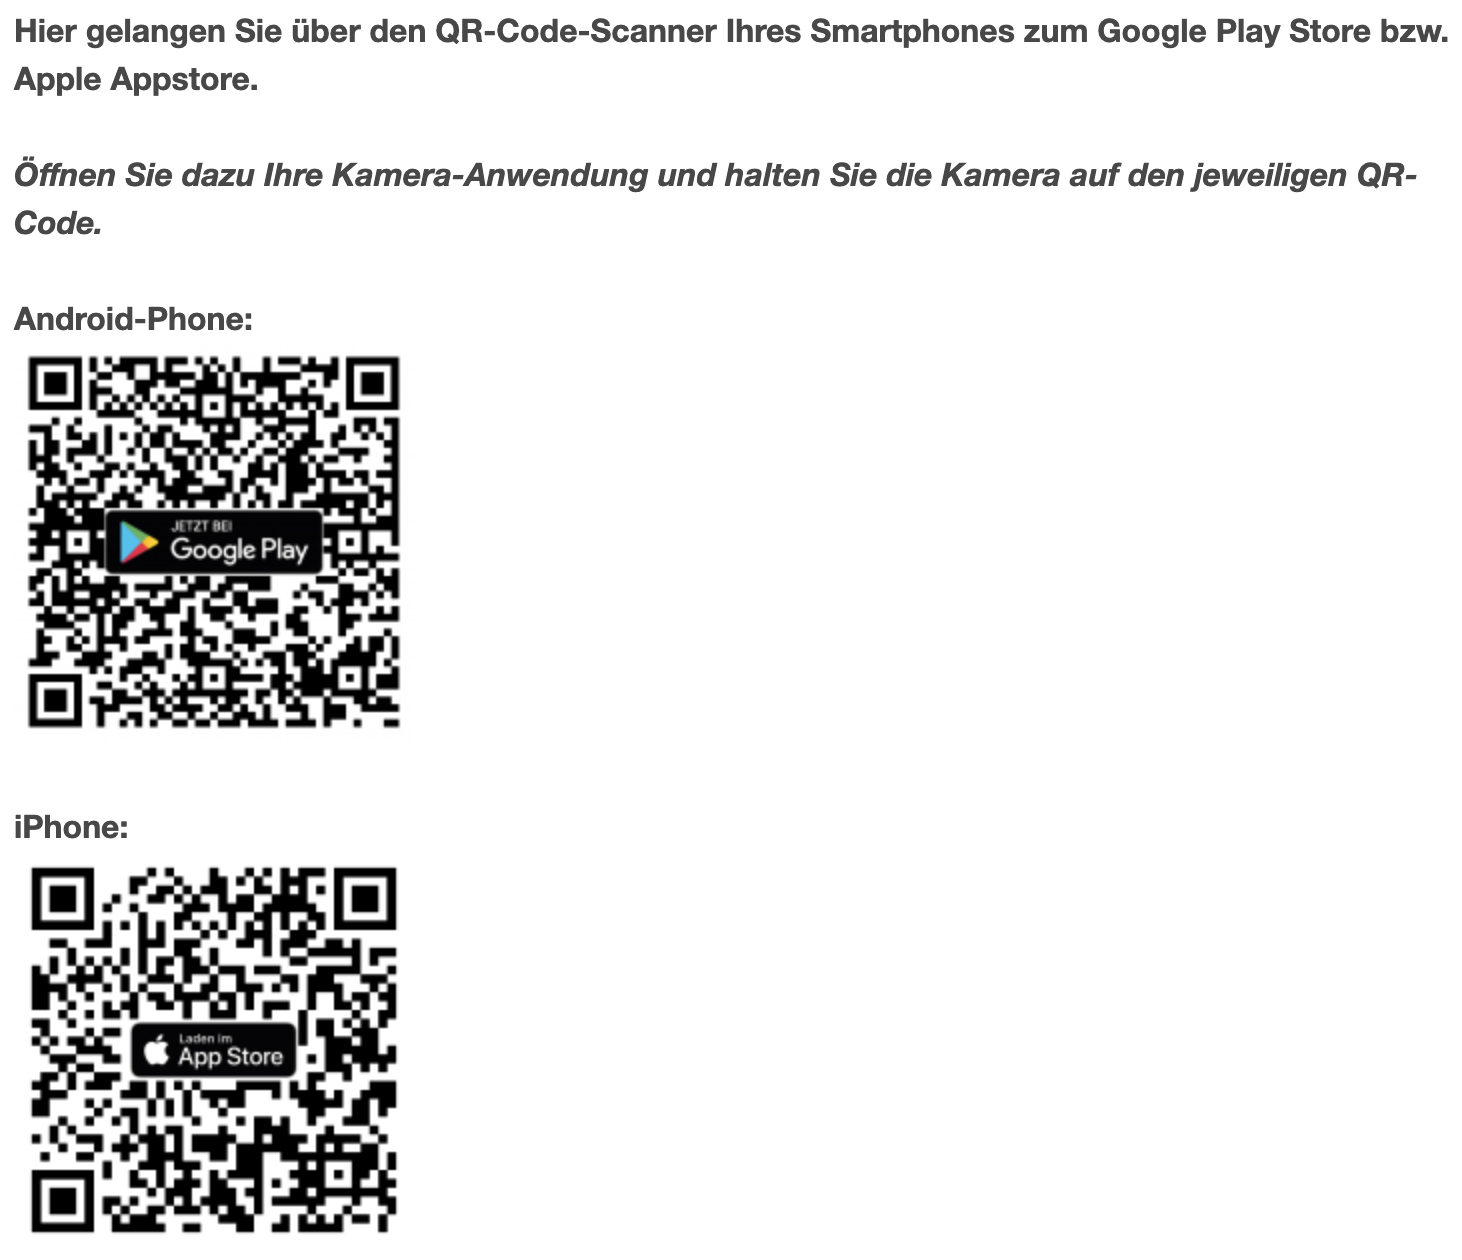 Hier gelangen Sie über den QR-Code-Scanner Ihres Smartphones zum Google Play Store bzw.
Apple Appstore.
Öffnen Sie dazu Ihre Kamera-Anwendung und halten Sie die Kamera auf den jeweiligen QR-
Code.
Android-Phone:
JETZT BEI
Google Play
iPhone:
Laden im
App Store